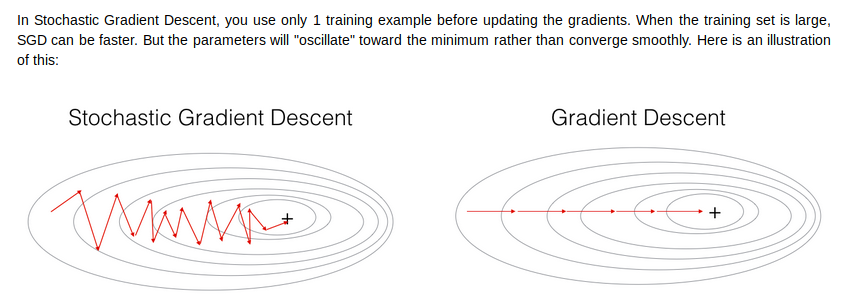 In Stochastic Gradient Descent, you use only 1 training example before updating the gradients. When the training set is large,
SGD can be faster. But the parameters will "oscillate" toward the minimum rather than converge smoothly. Here is an illustration
of this:
Stochastic Gradient Descent
Gradient Descent